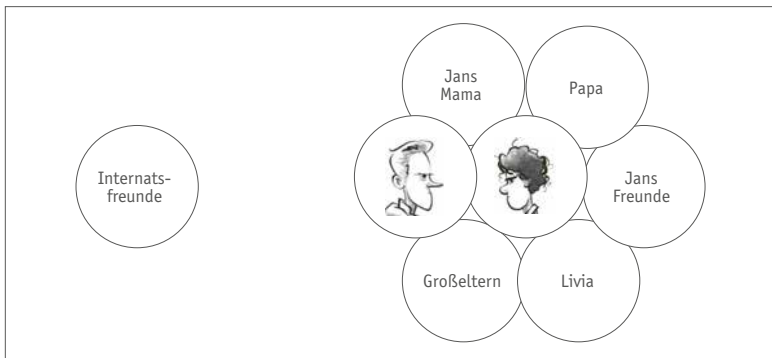 Jans
Mama
Papa
Internats-
freunde
Jans
Freunde
Großeltern
Livia